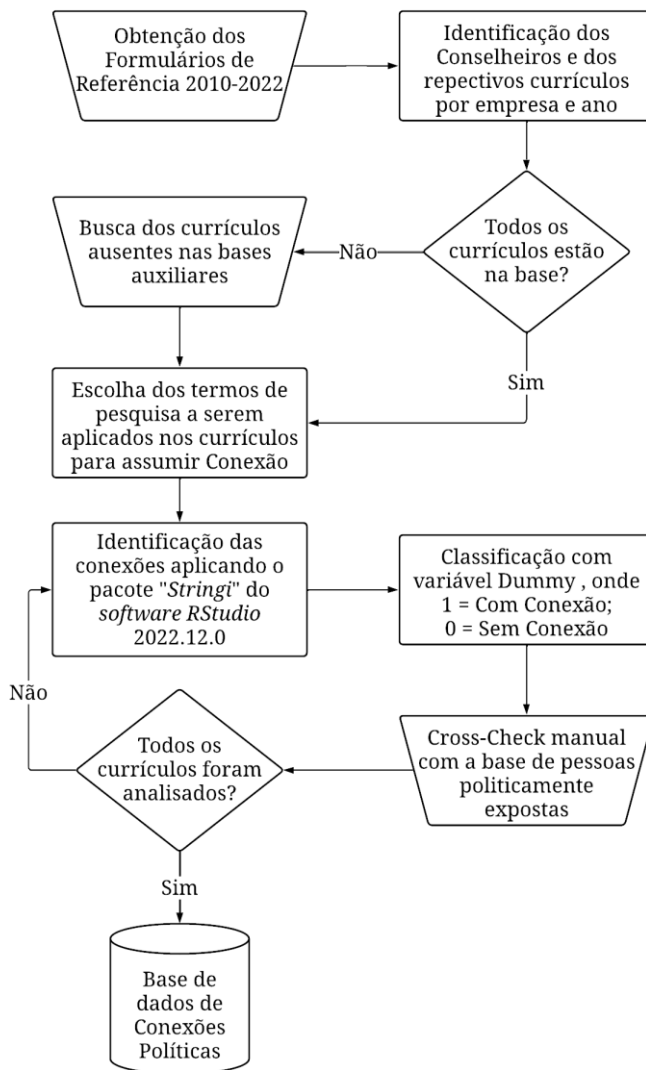 Obtenção dos
Formulários de
Referência 2010-2022
Identificação dos
Conselheiros e dos
repectivos currículos
por empresa e ano
Todos os
currículos estão
na base?
Não
Busca dos currículos
ausentes nas bases
auxiliares
Sim
Escolha dos termos de
pesquisa a serem
aplicados nos currículos
para assumir Conexão
Identificação das
conexões aplicando o
pacote "Stringi" do
software RStudio
2022.12.0
Classificação com
variável Dummy , onde
1 = Com Conexão;
0 = Sem Conexão
Cross-Check manual
com a base de pessoas
politicamente
expostas
Todos os
currículos foram
analisados?
Não
Sim
Base de
dados de
Conexões
Políticas